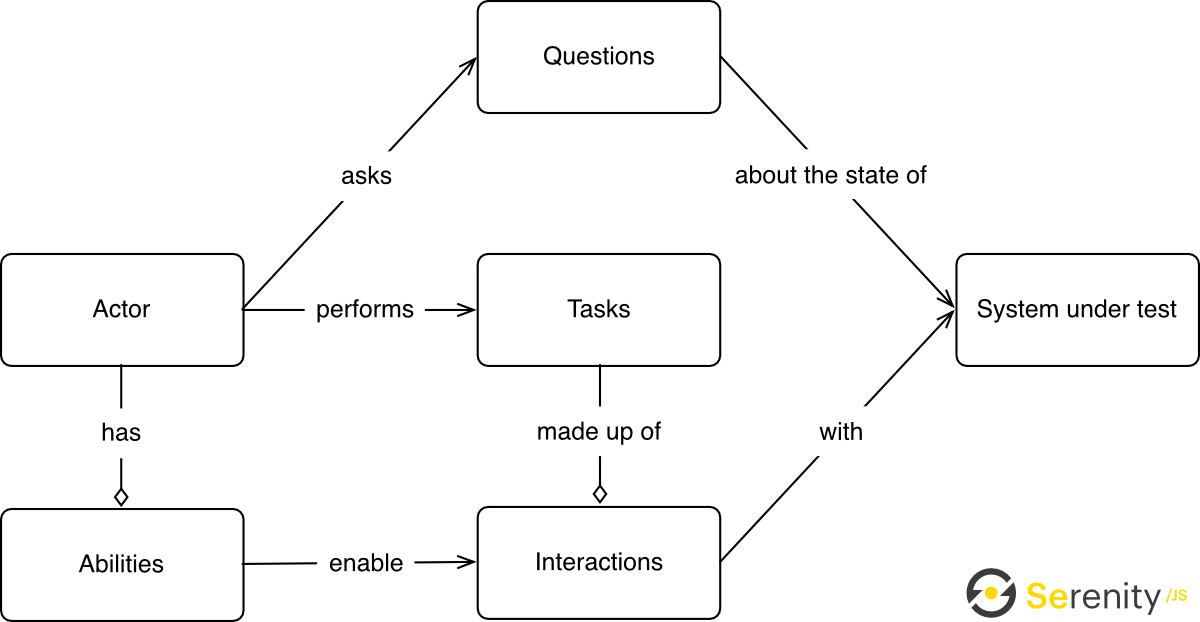 Questions
asks
about the state of
Actor
performs
Tasks
System under test
has
made up of
with
Abilities
enable
Interactions
Serenity/JS